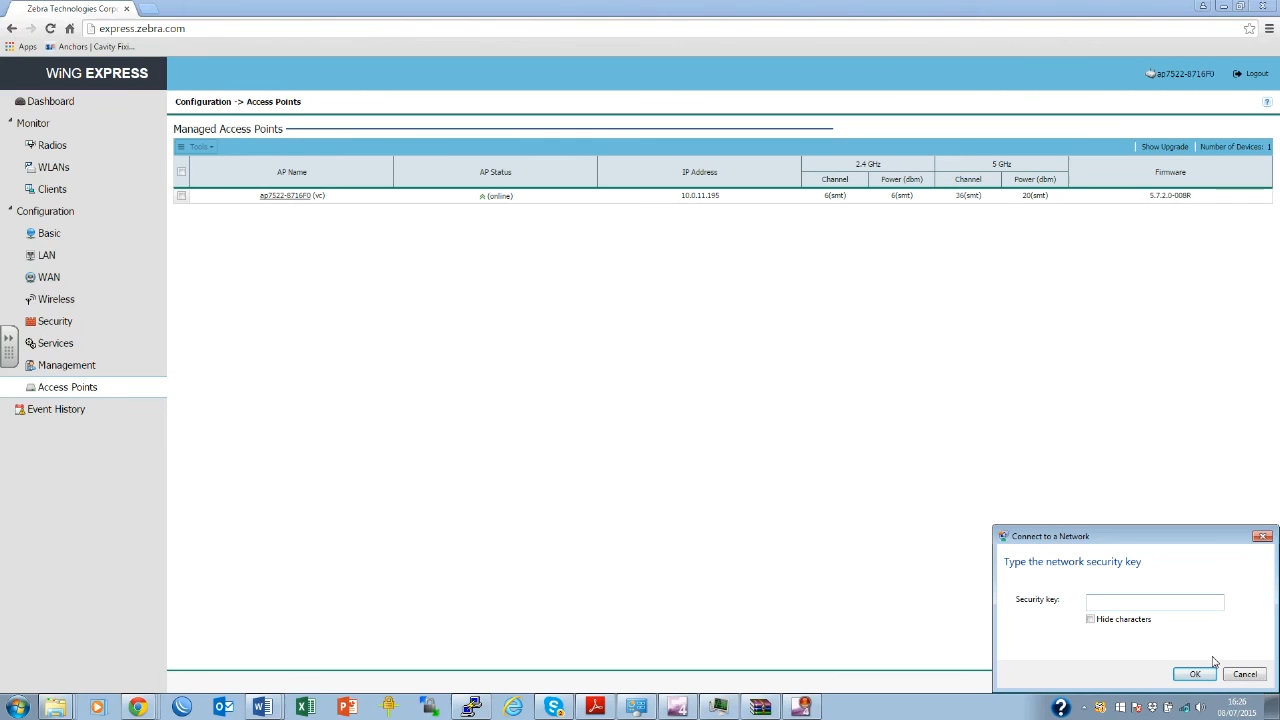 Zebra Technologies Corpo
express.zebra.com
Apps Anchors | Cavity Fixi...
WiNG EXPRESS
ap7522-8716F0 Logout
Dashboard
Monitor
Radios
WLANs
Clients
Configuration
Basic
LAN
WAN
Wireless
Security
Services
Management
Access Points
Event History
Configuration -> Access Points
Managed Access Points
Tools
Show Upgrade Number of Devices: 1
AP Name AP Status IP Address 2.4 GHz 5 GHz Firmware
Channel Power (dbm) Channel Power (dbm)
ap7522-8716F0 (vc) (online) 10.0.11.195 6(smt) 6(smt) 36(smt) 20(smt) 5.7.2.0-008R
Connect to a Network
Type the network security key
Security key:
Hide characters
OK Cancel
16:26
08/07/2015